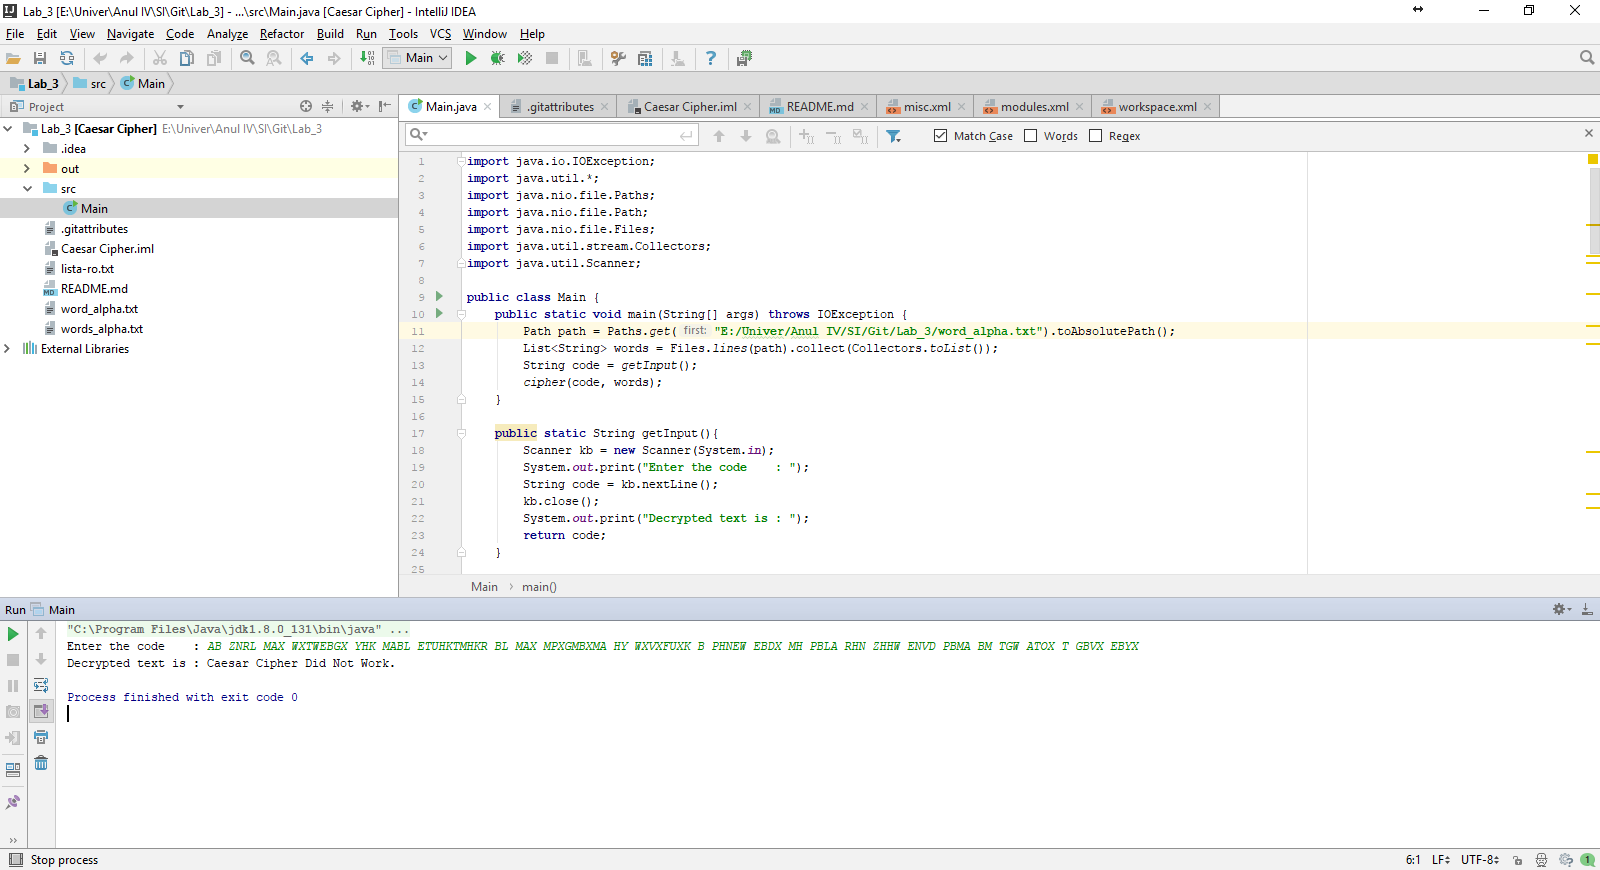 Lab_3 [E:\Univer\Anul IV\SI\Git\Lab_3] - ...\src\Main.java [Caesar Cipher] - IntelliJ IDEA
File Edit View Navigate Code Analyze Refactor Build Run Tools VCS Window Help
Main
Lab_3 src Main
Project
Main.java .gitattributes Caesar Cipher.iml README.md misc.xml modules.xml workspace.xml
Lab_3 [Caesar Cipher] E:\Univer\Anul IV\SI\Git\Lab_3
.idea
out
src
Main
.gitattributes
Caesar Cipher.iml
lista-ro.txt
README.md
word_alpha.txt
words_alpha.txt
External Libraries
Match Case Words Regex
1 import java.io.IOException;
2 import java.util.*;
3 import java.nio.file.Paths;
4 import java.nio.file.Path;
5 import java.nio.file.Files;
6 import java.util.stream.Collectors;
7 import java.util.Scanner;
8
9 public class Main {
10 public static void main(String[] args) throws IOException {
11 Path path = Paths.get( first: "E:/Univer/Anul IV/SI/Git/Lab_3/word_alpha.txt").toAbsolutePath();
12 List<String> words = Files.lines(path).collect(Collectors.toList());
13 String code = getInput();
14 cipher(code, words);
15 }
16
17 public static String getInput(){
18 Scanner kb = new Scanner(System.in);
19 System.out.print("Enter the code    : ");
20 String code = kb.nextLine();
21 kb.close();
22 System.out.print("Decrypted text is : ");
23 return code;
24 }
25
Main main()
Run Main
"C:\Program Files\Java\jdk1.8.0_131\bin\java" ...
Enter the code    : AB ZNRL MAX WXTWEBGX YHK MABL ETUHKTMHKR BL MAX MPXGMBXMA HY WXVXFUXK B PHNEW EBDX MH PBLA RHN ZHHW ENVD PBMA BM TGW ATOX T GBVX EBYX
Decrypted text is : Caesar Cipher Did Not Work.
Process finished with exit code 0
Stop process
6:1 LF UTF-8 1